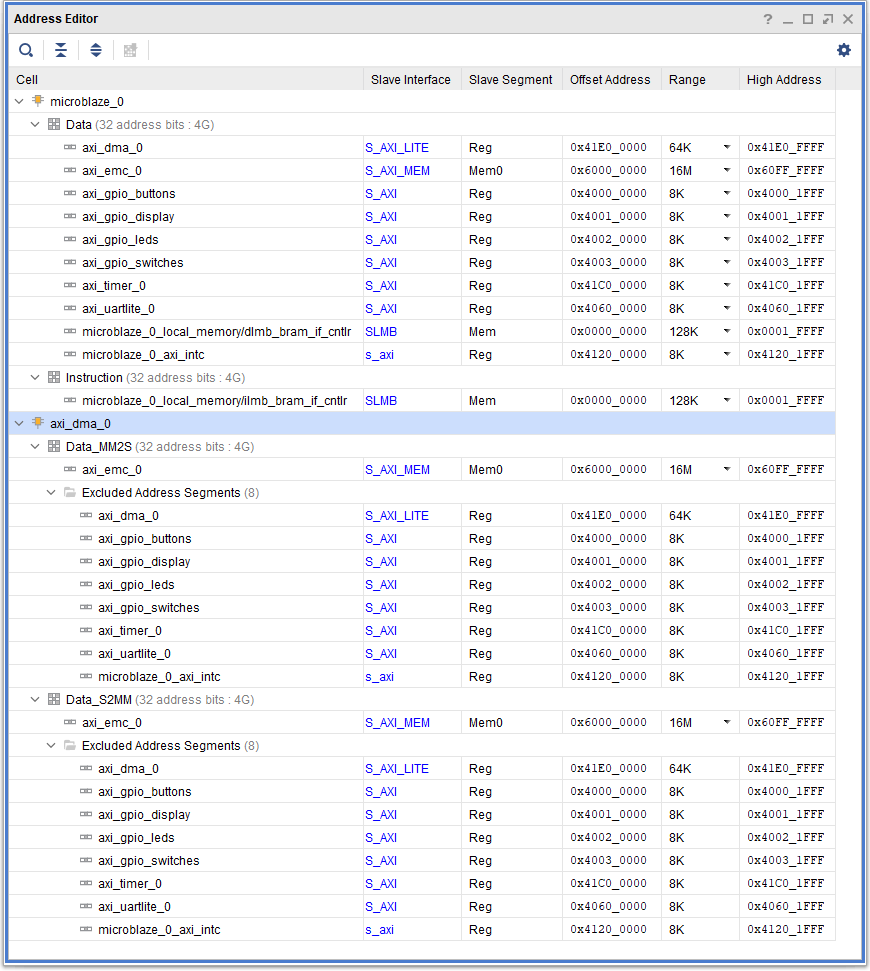 Address Editor
?
Cell Slave Interface Slave Segment Offset Address Range High Address
microblaze_0
Data (32 address bits : 4G)
axi_dma_0 S_AXI_LITE Reg 0x41E0_0000 64K 0x41E0_FFFF
axi_emc_0 S_AXI_MEM Mem0 0x6000_0000 16M 0x60FF_FFFF
axi_gpio_buttons S_AXI Reg 0x4000_0000 8K 0x4000_1FFF
axi_gpio_display S_AXI Reg 0x4001_0000 8K 0x4001_1FFF
axi_gpio_leds S_AXI Reg 0x4002_0000 8K 0x4002_1FFF
axi_gpio_switches S_AXI Reg 0x4003_0000 8K 0x4003_1FFF
axi_timer_0 S_AXI Reg 0x41C0_0000 8K 0x41C0_1FFF
axi_uartlite_0 S_AXI Reg 0x4060_0000 8K 0x4060_1FFF
microblaze_0_local_memory/dlmb_bram_if_cntlr SLMB Mem 0x0000_0000 128K 0x0001_FFFF
microblaze_0_axi_intc s_axi Reg 0x4120_0000 8K 0x4120_1FFF
Instruction (32 address bits : 4G)
microblaze_0_local_memory/ilmb_bram_if_cntlr SLMB Mem 0x0000_0000 128K 0x0001_FFFF
axi_dma_0
Data_MM2S (32 address bits : 4G)
axi_emc_0 S_AXI_MEM Mem0 0x6000_0000 16M 0x60FF_FFFF
Excluded Address Segments (8)
axi_dma_0 S_AXI_LITE Reg 0x41E0_0000 64K 0x41E0_FFFF
axi_gpio_buttons S_AXI Reg 0x4000_0000 8K 0x4000_1FFF
axi_gpio_display S_AXI Reg 0x4001_0000 8K 0x4001_1FFF
axi_gpio_leds S_AXI Reg 0x4002_0000 8K 0x4002_1FFF
axi_gpio_switches S_AXI Reg 0x4003_0000 8K 0x4003_1FFF
axi_timer_0 S_AXI Reg 0x41C0_0000 8K 0x41C0_1FFF
axi_uartlite_0 S_AXI Reg 0x4060_0000 8K 0x4060_1FFF
microblaze_0_axi_intc s_axi Reg 0x4120_0000 8K 0x4120_1FFF
Data_S2MM (32 address bits : 4G)
axi_emc_0 S_AXI_MEM Mem0 0x6000_0000 16M 0x60FF_FFFF
Excluded Address Segments (8)
axi_dma_0 S_AXI_LITE Reg 0x41E0_0000 64K 0x41E0_FFFF
axi_gpio_buttons S_AXI Reg 0x4000_0000 8K 0x4000_1FFF
axi_gpio_display S_AXI Reg 0x4001_0000 8K 0x4001_1FFF
axi_gpio_leds S_AXI Reg 0x4002_0000 8K 0x4002_1FFF
axi_gpio_switches S_AXI Reg 0x4003_0000 8K 0x4003_1FFF
axi_timer_0 S_AXI Reg 0x41C0_0000 8K 0x41C0_1FFF
axi_uartlite_0 S_AXI Reg 0x4060_0000 8K 0x4060_1FFF
microblaze_0_axi_intc s_axi Reg 0x4120_0000 8K 0x4120_1FFF